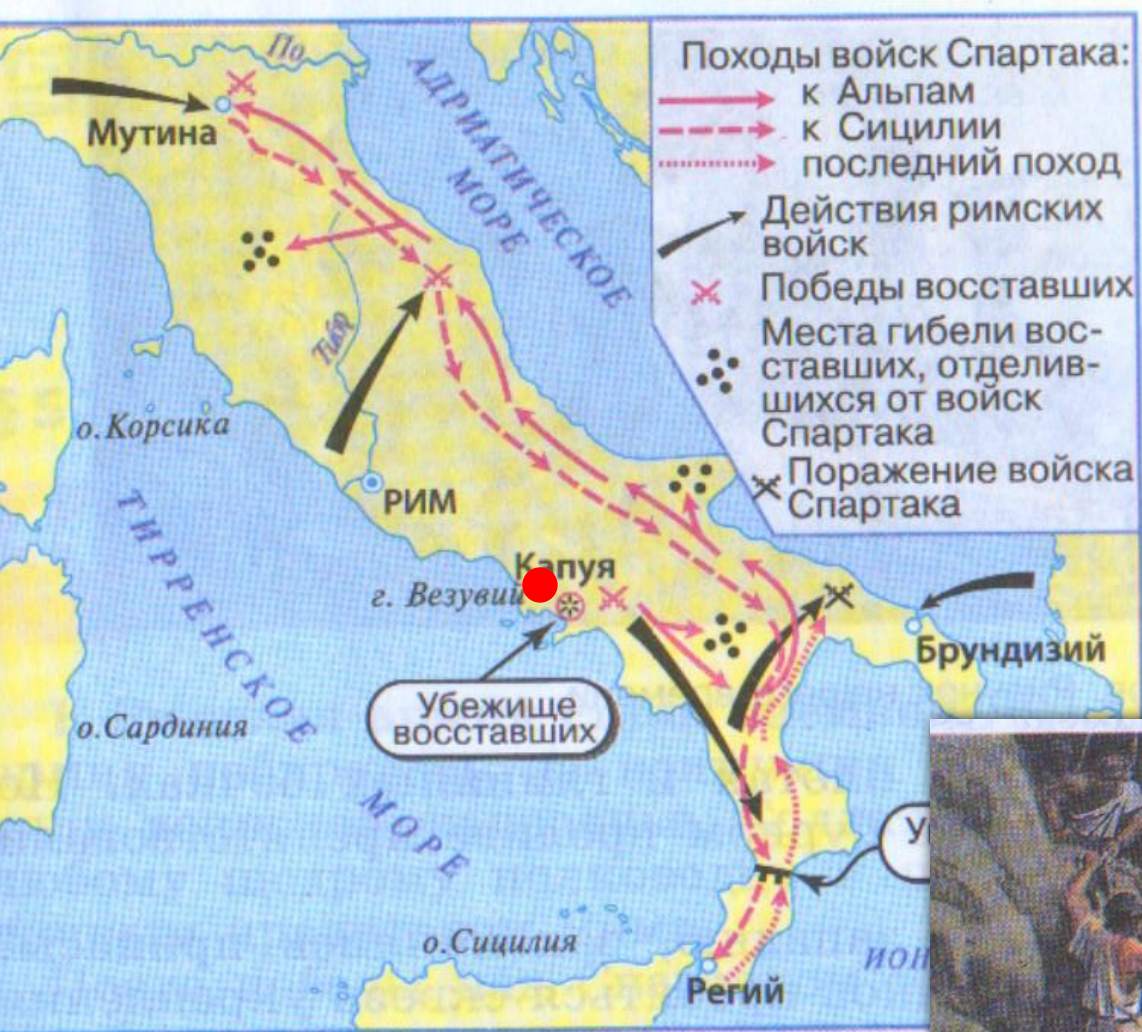 Походы войск Спартака:
к Альпам
к Сицилии
последний поход
Действия римских
войск
Победы восставших
Места гибели вос-
ставших, отделив-
шихся от войск
Спартака
Поражение войска
Спартака
По
Мутина
АДРИАТИЧЕСКОЕ
МОРЕ
Тибр
о.Корсика
РИМ
ТИРРЕНСКОЕ
МОРЕ
Капуя
г. Везувий
Убежище
восставших
Брундизий
о.Сардиния
У
о.Сицилия
ИОН
Регий